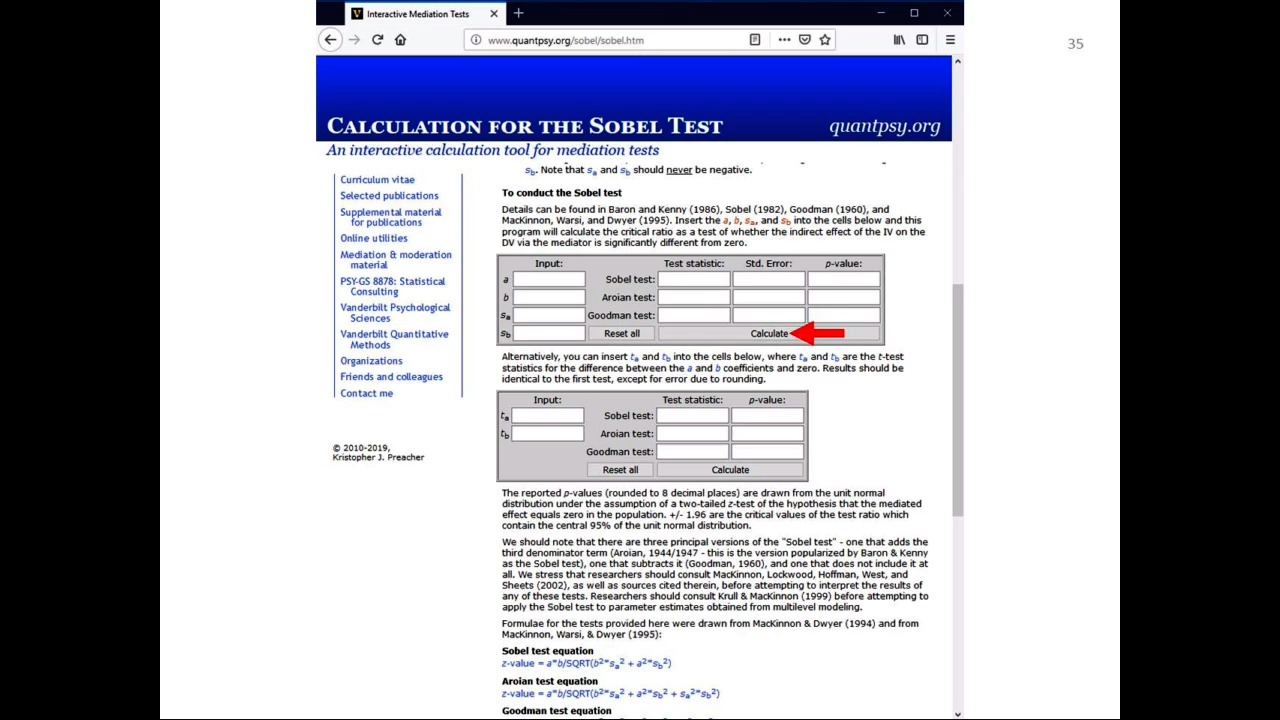 Interactive Mediation Tests
www.quantpsy.org/sobel/sobel.htm
35
CALCULATION FOR THE SOBEL TEST
quantpsy.org
An interactive calculation tool for mediation tests
Curriculum vitae
Selected publications
Supplemental material
for publications
Online utilities
Mediation & moderation
material
PSY-GS 8878: Statistical
Consulting
Vanderbilt Psychological
Sciences
Vanderbilt Quantitative
Methods
Organizations
Friends and colleagues
Contact me
© 2010-2019,
Kristopher J. Preacher
sb. Note that sa and sb should never be negative.
To conduct the Sobel test
Details can be found in Baron and Kenny (1986), Sobel (1982), Goodman (1960), and
MacKinnon, Warsi, and Dwyer (1995). Insert the a, b, sa, and sb into the cells below and this
program will calculate the critical ratio as a test of whether the indirect effect of the IV on the
DV via the mediator is significantly different from zero.
Input: Test statistic: Std. Error: p-value:
a Sobel test:
b Aroian test:
sa Goodman test:
sb Reset all Calculate
Alternatively, you can insert ta and tb into the cells below, where ta and tb are the t-test
statistics for the difference between the a and b coefficients and zero. Results should be
identical to the first test, except for error due to rounding.
Input: Test statistic: p-value:
ta Sobel test:
tb Aroian test:
Goodman test:
Reset all Calculate
The reported p-values (rounded to 8 decimal places) are drawn from the unit normal
distribution under the assumption of a two-tailed z-test of the hypothesis that the mediated
effect equals zero in the population. +/- 1.96 are the critical values of the test ratio which
contain the central 95% of the unit normal distribution.
We should note that there are three principal versions of the "Sobel test" - one that adds the
third denominator term (Aroian, 1944/1947 - this is the version popularized by Baron & Kenny
as the Sobel test), one that subtracts it (Goodman, 1960), and one that does not include it at
all. We stress that researchers should consult MacKinnon, Lockwood, Hoffman, West, and
Sheets (2002), as well as sources cited therein, before attempting to interpret the results of
any of these tests. Researchers should consult Krull & MacKinnon (1999) before attempting to
apply the Sobel test to parameter estimates obtained from multilevel modeling.
Formulae for the tests provided here were drawn from MacKinnon & Dwyer (1994) and from
MacKinnon, Warsi, & Dwyer (1995):
Sobel test equation
z-value = a*b/SQRT(b²*sa² + a²*sb²)
Aroian test equation
z-value = a*b/SQRT(b²*sa² + a²*sb² + sa²*sb²)
Goodman test equation